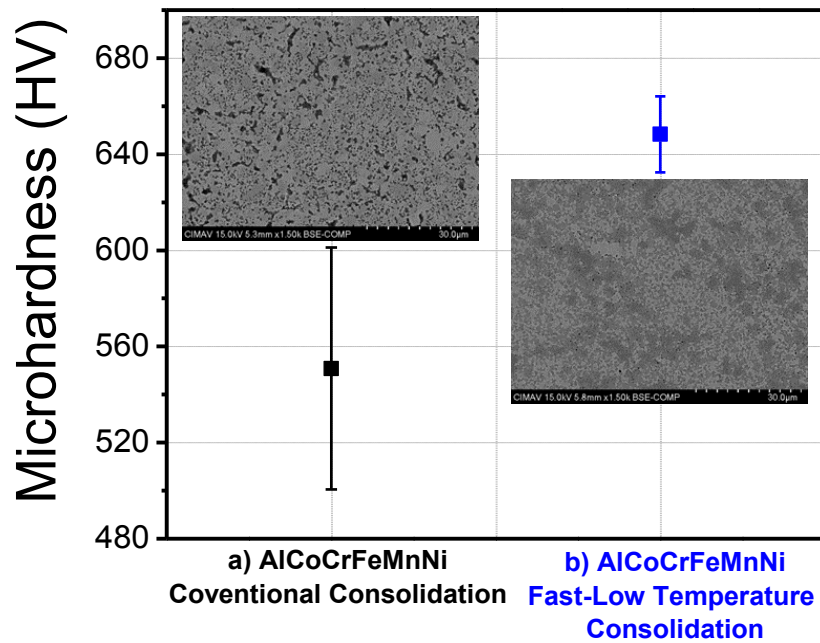 Microhardness (HV)
680
640
600
560
520
480
CIMAV 15.0kV 5.3mm x1.50k BSE-COMP 30.0µm
CIMAV 15.0kV 5.8mm x1.50k BSE-COMP 30.0µm
a) AlCoCrFeMnNi
Coventional Consolidation
b) AlCoCrFeMnNi
Fast-Low Temperature
Consolidation